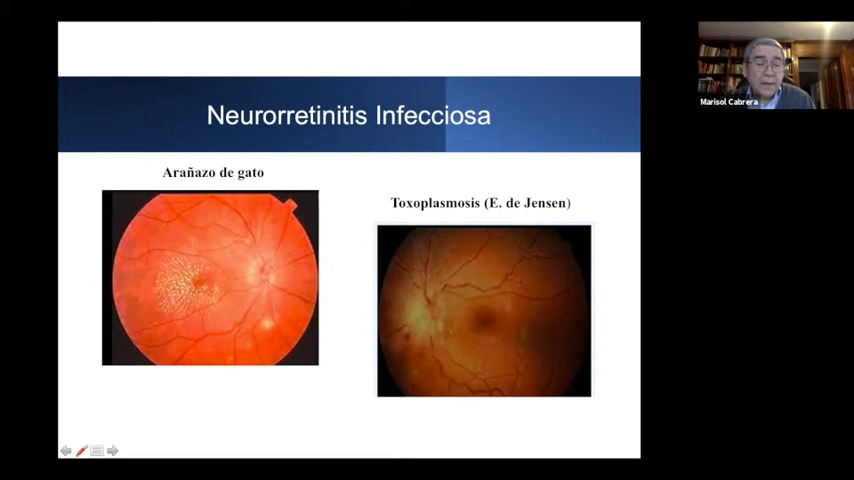 Neurorretinitis Infecciosa
Arañazo de gato
Toxoplasmosis (E. de Jensen)
Marisol Cabrera